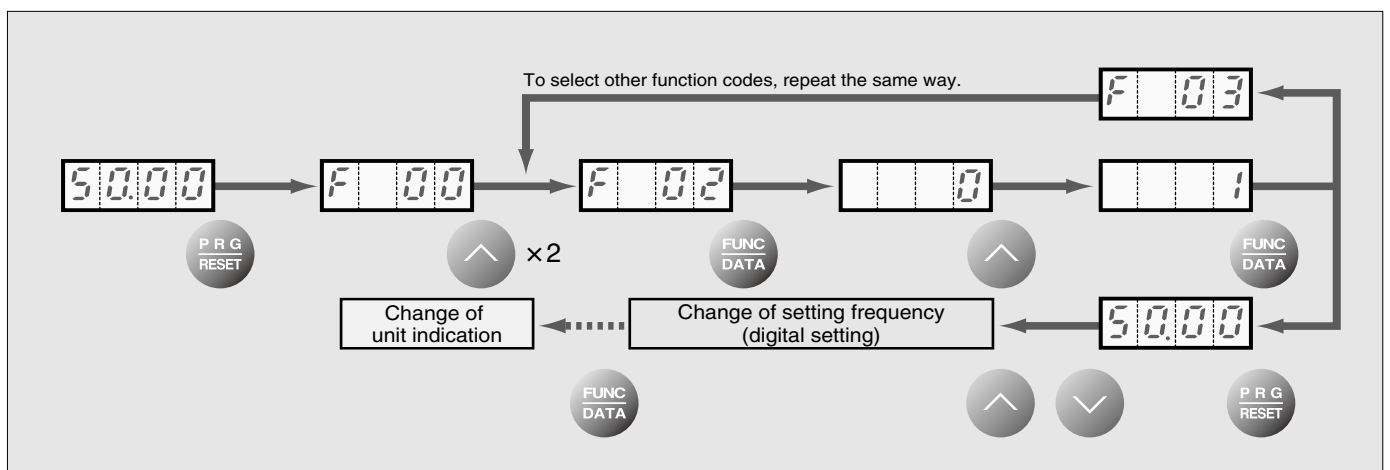 To select other function codes, repeat the same way.
F 03
50.00
F 00
F 02
0
1
PRG
RESET
×2
FUNC
DATA
FUNC
DATA
Change of
unit indication
Change of setting frequency
(digital setting)
50.00
FUNC
DATA
PRG
RESET